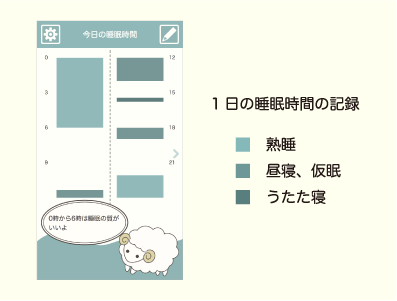 今日の睡眠時間
0
3
6
9
12
15
18
21
0時から6時は睡眠の質が
いいよ
1日の睡眠時間の記録
熟睡
昼寝、仮眠
うたた寝